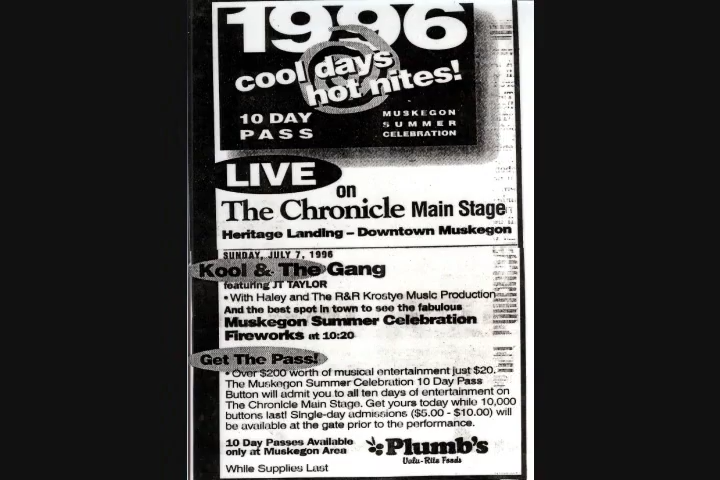 1996
cool days
hot nites!
10 DAY
PASS
MUSKEGON
SUMMER
CELEBRATION
LIVE
on
The Chronicle Main Stage
Heritage Landing – Downtown Muskegon
SUNDAY, JULY 7, 1996
Kool & The Gang
featuring JT TAYLOR
• With Haley and The R&R Krostye Music Production
And the best spot in town to see the fabulous
Muskegon Summer Celebration
Fireworks at 10:20
Get The Pass!
• Over $200 worth of musical entertainment just $20.
The Muskegon Summer Celebration 10 Day Pass
Button will admit you to all ten days of entertainment on
The Chronicle Main Stage. Get yours today while 10,000
buttons last! Single-day admissions ($5.00 - $10.00) will
be available at the gate prior to the performance.
10 Day Passes Available
only at Muskegon Area
Plumb's
Valu-Rite Foods
While Supplies Last